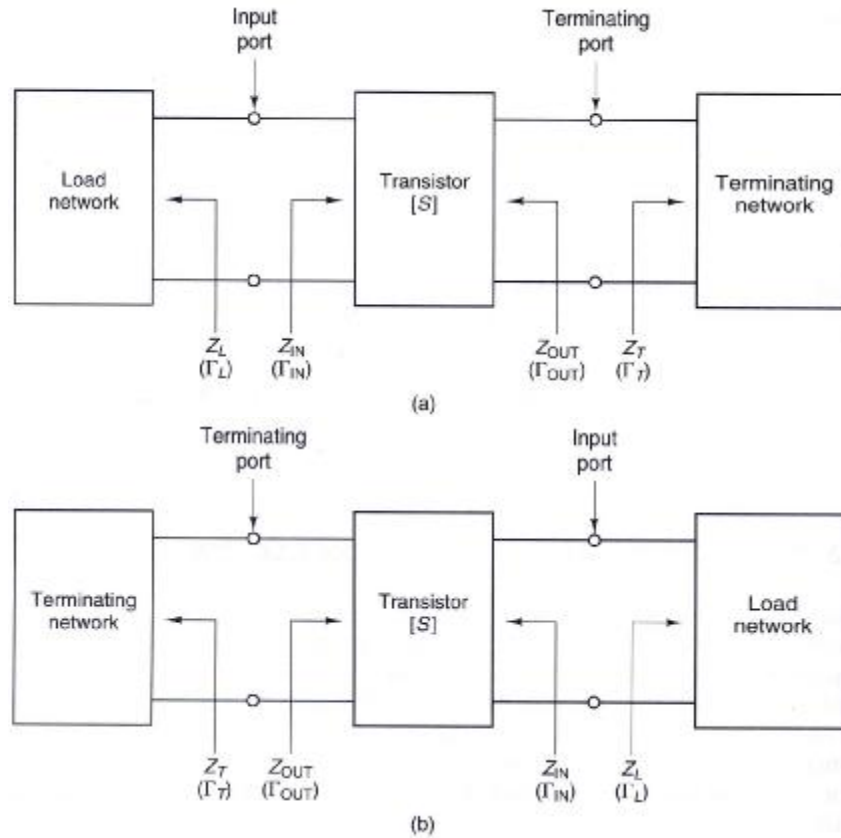 Input
port
Terminating
port
Load
network
Transistor
[S]
Terminating
network
Z_L
(Γ_L)
Z_IN
(Γ_IN)
Z_OUT
(Γ_OUT)
Z_T
(Γ_T)
(a)
Terminating
port
Input
port
Terminating
network
Transistor
[S]
Load
network
Z_T
(Γ_T)
Z_OUT
(Γ_OUT)
Z_IN
(Γ_IN)
Z_L
(Γ_L)
(b)